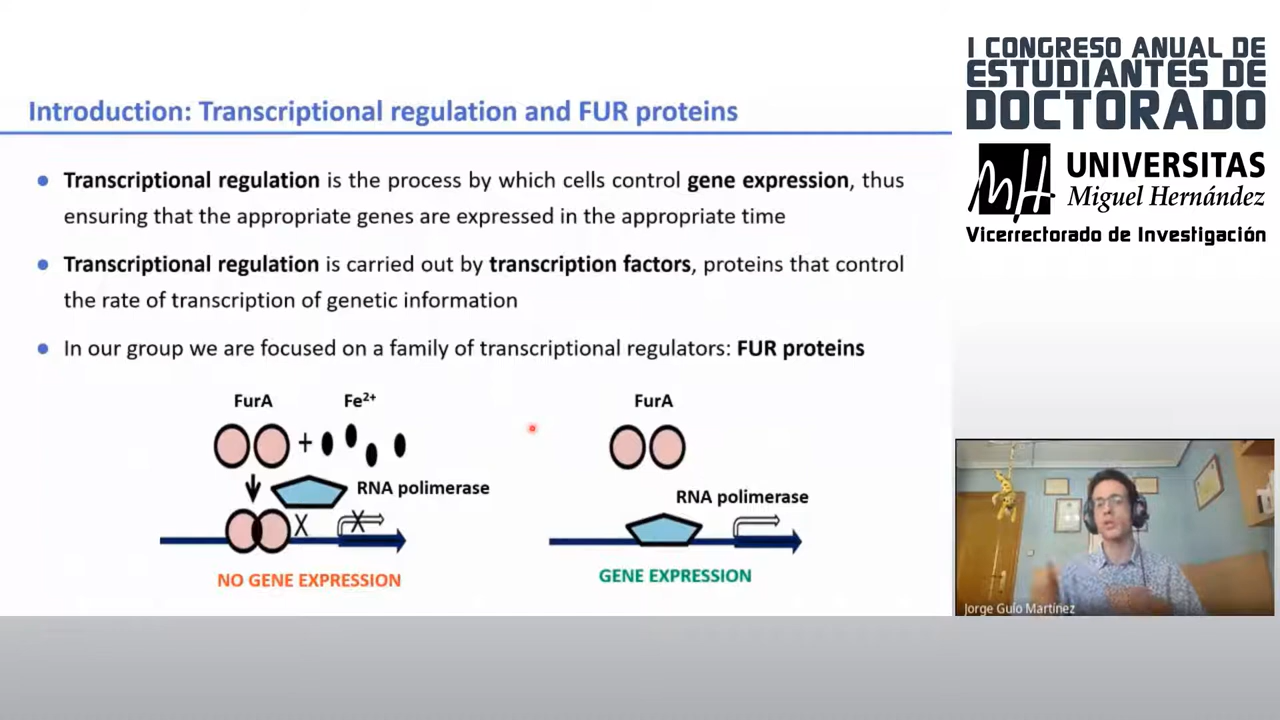 I CONGRESO ANUAL DE
ESTUDIANTES DE
DOCTORADO
UNIVERSITAS
Miguel Hernández
Vicerrectorado de Investigación
Introduction: Transcriptional regulation and FUR proteins
Transcriptional regulation is the process by which cells control gene expression, thus
ensuring that the appropriate genes are expressed in the appropriate time
Transcriptional regulation is carried out by transcription factors, proteins that control
the rate of transcription of genetic information
In our group we are focused on a family of transcriptional regulators: FUR proteins
FurA
Fe²⁺
+
RNA polimerase
X
X
NO GENE EXPRESSION
FurA
RNA polimerase
GENE EXPRESSION
Jorge Guío Martínez